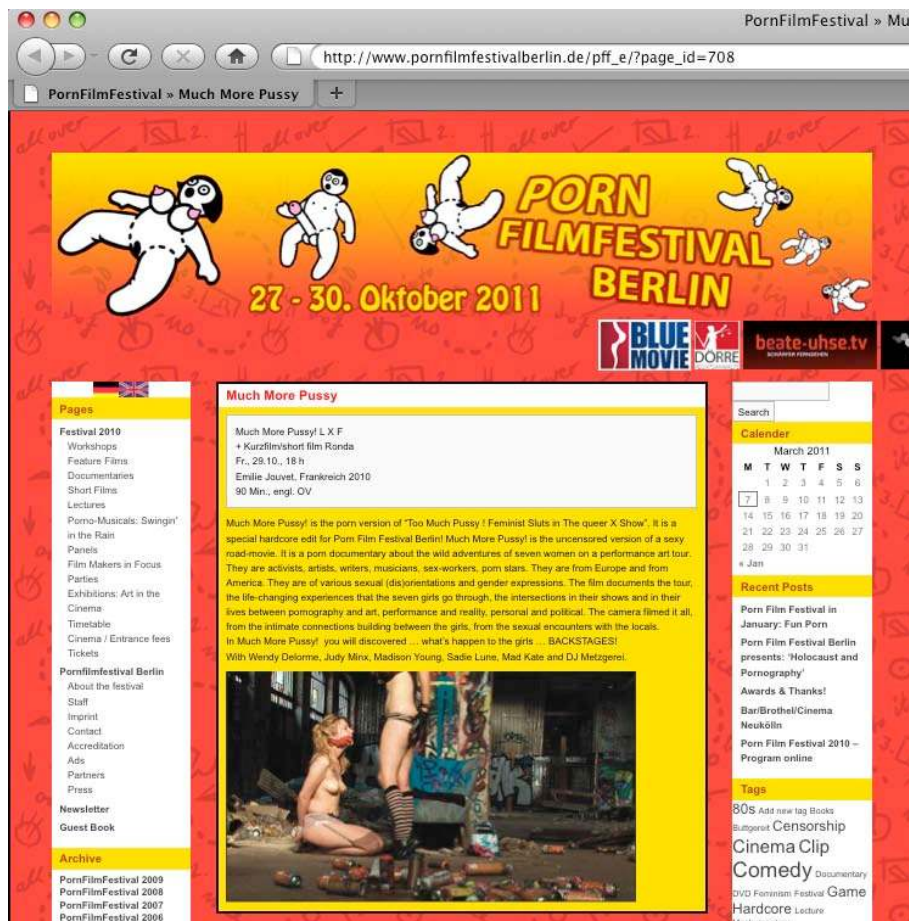 PornFilmFestival » Mu
http://www.pornfilmfestivalberlin.de/pff_e/?page_id=708
PornFilmFestival » Much More Pussy
+
PORN
FILMFESTIVAL
BERLIN
27 - 30. Oktober 2011
BLUE
MOVIE
DÖRRE
beate-uhse.tv
SCHÄRFER FERNSEHEN
Pages
Festival 2010
Workshops
Feature Films
Documentaries
Short Films
Lectures
Porno-Musicals: Swingin'
in the Rain
Panels
Film Makers in Focus
Parties
Exhibitions: Art in the
Cinema
Timetable
Cinema / Entrance fees
Tickets
Pornfilmfestival Berlin
About the festival
Staff
Imprint
Contact
Accreditation
Ads
Partners
Press
Newsletter
Guest Book
Archive
PornFilmFestival 2009
PornFilmFestival 2008
PornFilmFestival 2007
PornFilmFestival 2006
Much More Pussy
Much More Pussy! L X F
+ Kurzfilm/short film Ronda
Fr., 29.10., 18 h
Emilie Jouvet, Frankreich 2010
90 Min., engl. OV
Much More Pussy! is the porn version of "Too Much Pussy ! Feminist Sluts in The queer X Show". It is a
special hardcore edit for Porn Film Festival Berlin! Much More Pussy! is the uncensored version of a sexy
road-movie. It is a porn documentary about the wild adventures of seven women on a performance art tour.
They are activists, artists, writers, musicians, sex-workers, porn stars. They are from Europe and from
America. They are of various sexual (dis)orientations and gender expressions. The film documents the tour,
the life-changing experiences that the seven girls go through, the intersections in their shows and in their
lives between pornography and art, performance and reality, personal and political. The camera filmed it all,
from the intimate connections building between the girls, from the sexual encounters with the locals.
In Much More Pussy! you will discovered ... what's happen to the girls ... BACKSTAGES!
With Wendy Delorme, Judy Minx, Madison Young, Sadie Lune, Mad Kate and DJ Metzgerei.
Search
Calender
March 2011
M T W T F S S
1 2 3 4 5 6
7 8 9 10 11 12 13
14 15 16 17 18 19 20
21 22 23 24 25 26 27
28 29 30 31
« Jan
Recent Posts
Porn Film Festival in
January: Fun Porn
Porn Film Festival Berlin
presents: 'Holocaust and
Pornography'
Awards & Thanks!
Bar/Brothel/Cinema
Neukölln
Porn Film Festival 2010 –
Program online
Tags
80s Add new tag Books
Buttgereit Censorship
Cinema Clip
Comedy Documentary
DVD Feminism Festival Game
Hardcore Lecture